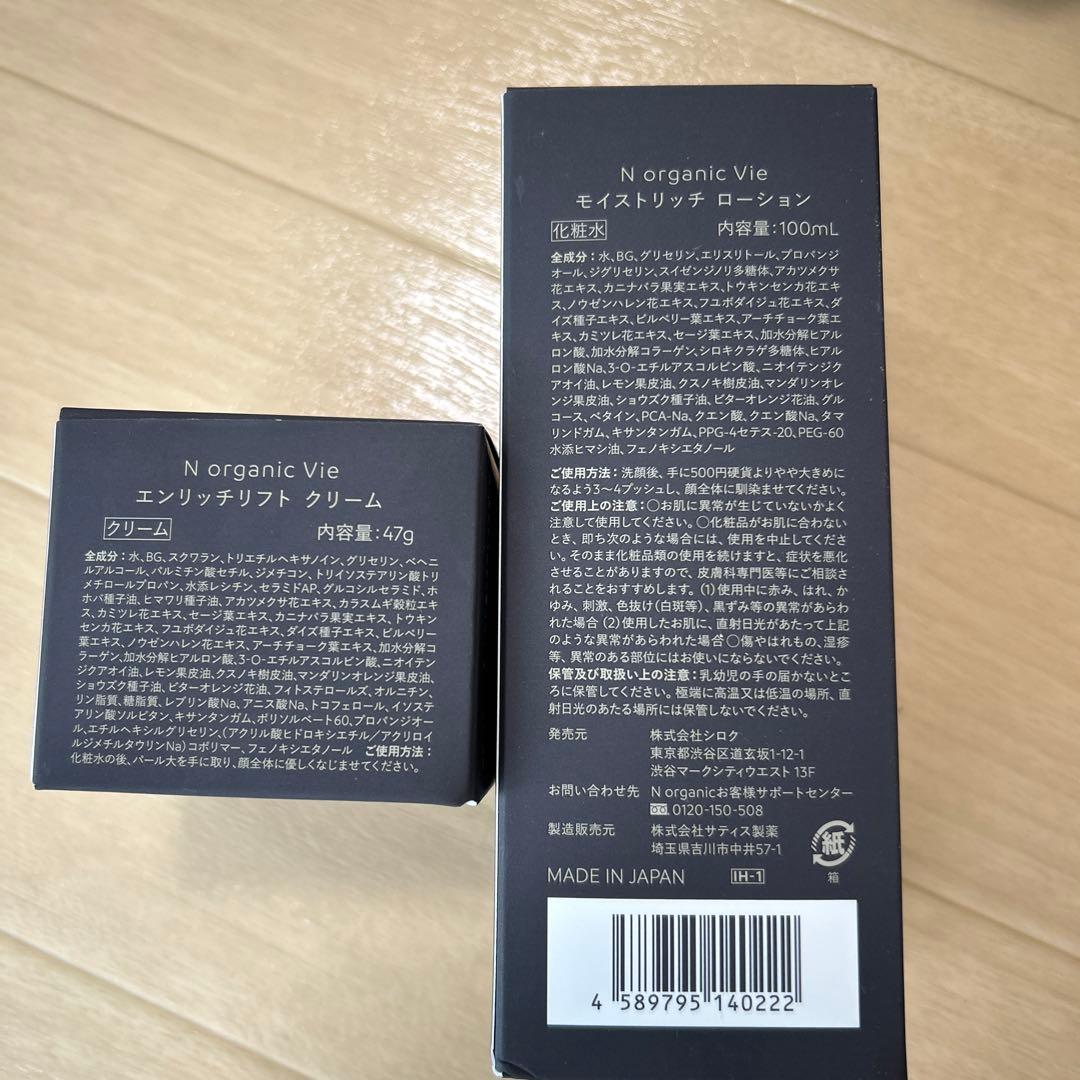 N organic Vie
エンリッチリフト クリーム
クリーム 内容量:47g
全成分:水、BG、スクワラン、トリエチルヘキサノイン、グリセリン、ベヘニ
ルアルコール、パルミチン酸セチル、ジメチコン、トリイソステアリン酸トリ
メチロールプロパン、水添レシチン、セラミドAP、グルコシルセラミド、ホ
ホバ種子油、ヒマワリ種子油、アカツメクサ花エキス、カラスムギ穀粒エキ
ス、カミツレ花エキス、セージ葉エキス、カニナバラ果実エキス、トウキン
センカ花エキス、フユボダイジュ花エキス、ダイズ種子エキス、ビルベリー
葉エキス、ノウゼンハレン花エキス、アーチチョーク葉エキス、加水分解コ
ラーゲン、加水分解ヒアルロン酸、3-O-エチルアスコルビン酸、ニオイテン
ジクアオイ油、レモン果皮油、クスノキ樹皮油、マンダリンオレンジ果皮油、
ショウズク種子油、ビターオレンジ花油、フィトステロールズ、オルニチン、
リン脂質、糖脂質、レブリン酸Na、アニス酸Na、トコフェロール、イソステ
アリン酸ソルビタン、キサンタンガム、ポリソルベート60、プロパンジオー
ル、エチルヘキシルグリセリン、(アクリル酸ヒドロキシエチル/アクリロイ
ルジメチルタウリンNa)コポリマー、フェノキシエタノール ご使用方法:
化粧水の後、パール大を手に取り、顔全体に優しくなじませてください。
N organic Vie
モイストリッチ ローション
化粧水 内容量:100mL
全成分:水、BG、グリセリン、エリスリトール、プロパンジ
オール、ジグリセリン、スイゼンジノリ多糖体、アカツメクサ
花エキス、カニナバラ果実エキス、トウキンセンカ花エキ
ス、ノウゼンハレン花エキス、フユボダイジュ花エキス、ダ
イズ種子エキス、ビルベリー葉エキス、アーチチョーク葉エ
キス、カミツレ花エキス、セージ葉エキス、加水分解ヒアル
ロン酸、加水分解コラーゲン、シロキクラゲ多糖体、ヒアル
ロン酸Na、3-O-エチルアスコルビン酸、ニオイテンジク
アオイ油、レモン果皮油、クスノキ樹皮油、マンダリンオレ
ンジ果皮油、ショウズク種子油、ビターオレンジ花油、グル
コース、ベタイン、PCA-Na、クエン酸、クエン酸Na、タマ
リンドガム、キサンタンガム、PPG-4セテス-20、PEG-60
水添ヒマシ油、フェノキシエタノール
ご使用方法:洗顔後、手に500円硬貨よりやや大きめに
なるよう3〜4プッシュし、顔全体に馴染ませてください。
ご使用上の注意:○お肌に異常が生じていないかよく
注意して使用してください。○化粧品がお肌に合わない
とき、即ち次のような場合には、使用を中止してくださ
い。そのまま化粧品類の使用を続けますと、症状を悪化
させることがありますので、皮膚科専門医等にご相談さ
れることをおすすめします。(1)使用中に赤み、はれ、か
ゆみ、刺激、色抜け(白斑等)、黒ずみ等の異常があらわ
れた場合 (2)使用したお肌に、直射日光があたって上記
のような異常があらわれた場合 ○傷やはれもの、湿疹
等、異常のある部位にはお使いにならないでください。
保管及び取扱い上の注意:乳幼児の手の届かないとこ
ろに保管してください。極端に高温又は低温の場所、直
射日光のあたる場所には保管しないでください。
発売元 株式会社シロク
東京都渋谷区道玄坂1-12-1
渋谷マークシティウエスト 13F
お問い合わせ先 N organicお客様サポートセンター
0120-150-508
製造販売元 株式会社サティス製薬
埼玉県吉川市中井57-1
紙
箱
MADE IN JAPAN IH-1
4 589795 140222